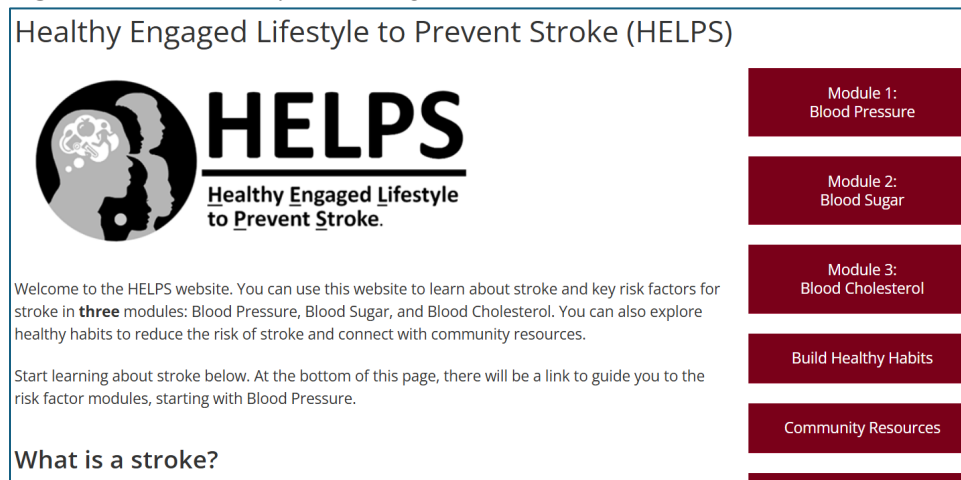 Healthy Engaged Lifestyle to Prevent Stroke (HELPS)
HELPS
Healthy Engaged Lifestyle
to Prevent Stroke.
Welcome to the HELPS website. You can use this website to learn about stroke and key risk factors for
stroke in three modules: Blood Pressure, Blood Sugar, and Blood Cholesterol. You can also explore
healthy habits to reduce the risk of stroke and connect with community resources.
Start learning about stroke below. At the bottom of this page, there will be a link to guide you to the
risk factor modules, starting with Blood Pressure.
What is a stroke?
Module 1:
Blood Pressure
Module 2:
Blood Sugar
Module 3:
Blood Cholesterol
Build Healthy Habits
Community Resources